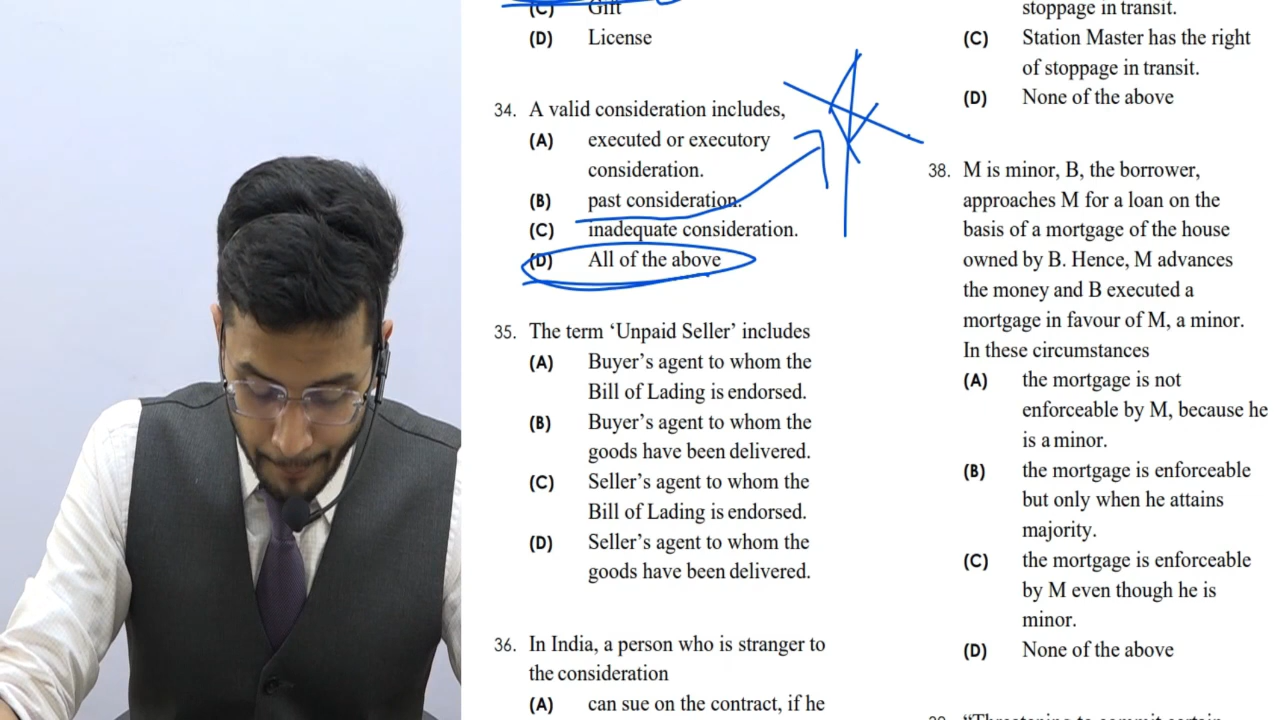 (C) Gift
(D) License
34. A valid consideration includes,
(A) executed or executory
consideration.
(B) past consideration.
(C) inadequate consideration.
(D) All of the above
35. The term ‘Unpaid Seller’ includes
(A) Buyer’s agent to whom the
Bill of Lading is endorsed.
(B) Buyer’s agent to whom the
goods have been delivered.
(C) Seller’s agent to whom the
Bill of Lading is endorsed.
(D) Seller’s agent to whom the
goods have been delivered.
36. In India, a person who is stranger to
the consideration
(A) can sue on the contract, if he
stoppage in transit.
(C) Station Master has the right
of stoppage in transit.
(D) None of the above
38. M is minor, B, the borrower,
approaches M for a loan on the
basis of a mortgage of the house
owned by B. Hence, M advances
the money and B executed a
mortgage in favour of M, a minor.
In these circumstances
(A) the mortgage is not
enforceable by M, because he
is a minor.
(B) the mortgage is enforceable
but only when he attains
majority.
(C) the mortgage is enforceable
by M even though he is
minor.
(D) None of the above
“Threatening to commit certain